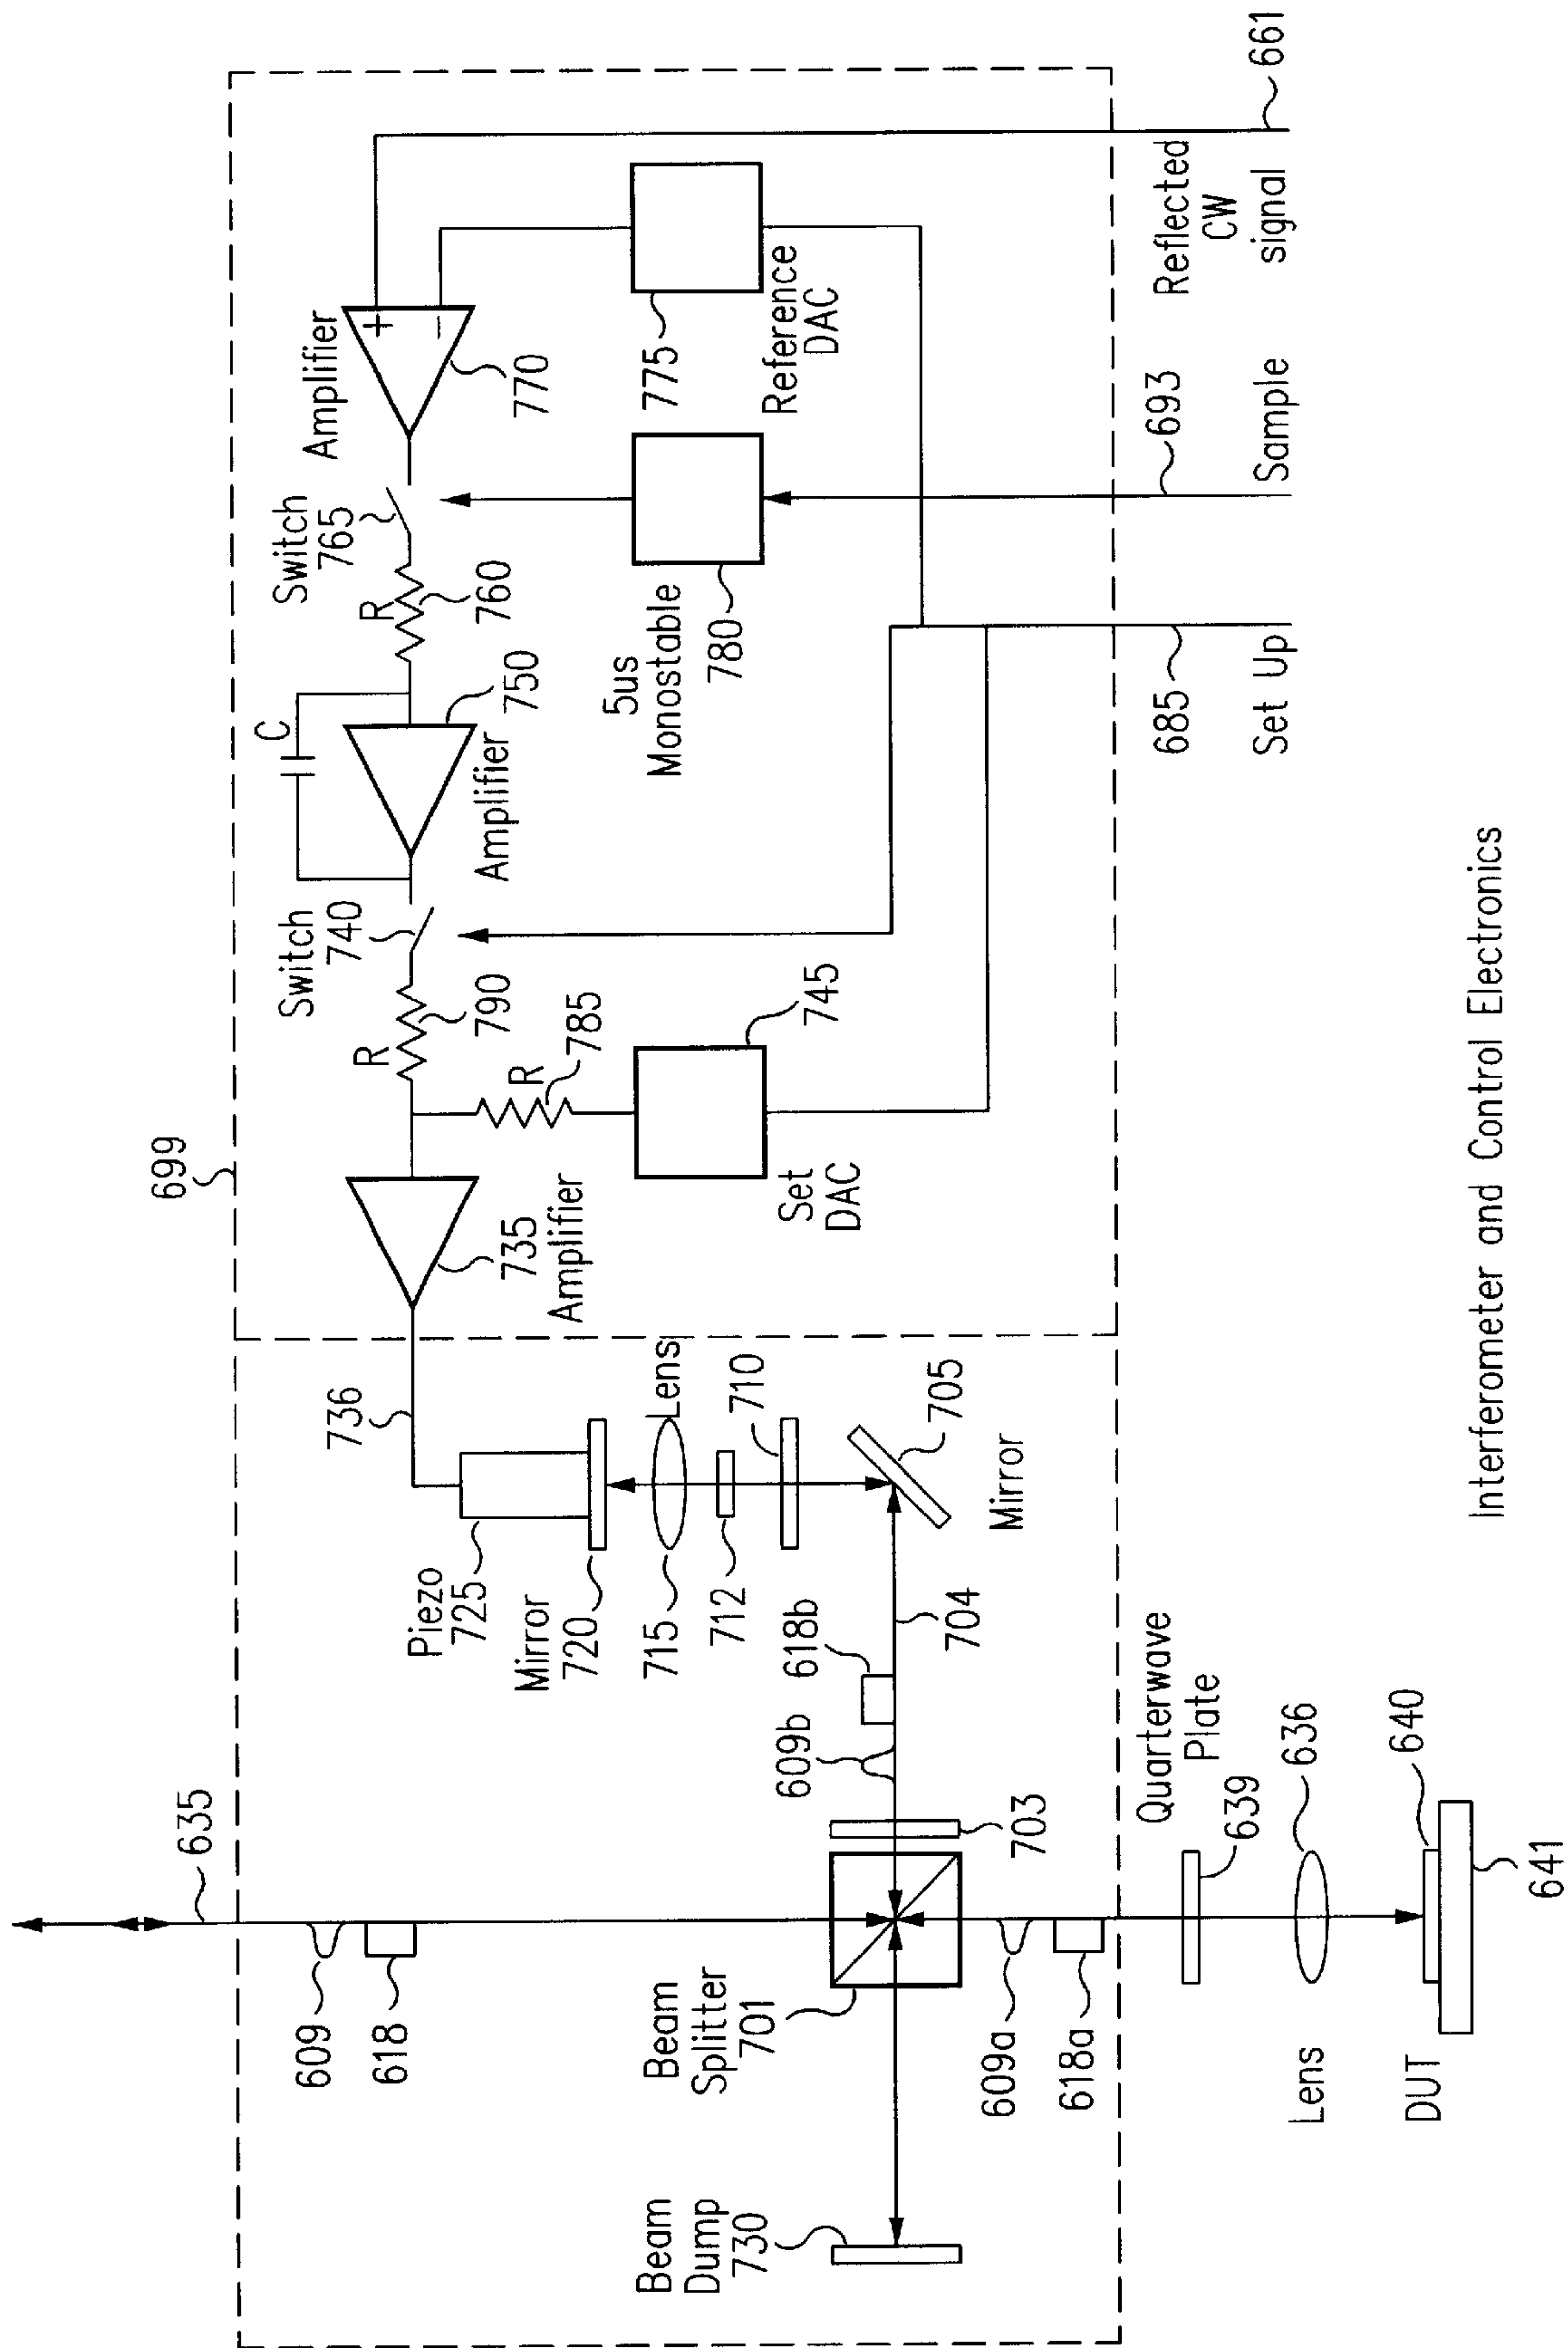 699
635
609
618
Beam
Splitter
701
Beam
Dump
730
609a
618a
609b
618b
703
704
Mirror
705
710
712
715
Lens
Mirror
720
Piezo
725
736
735
Amplifier
R
790
R
785
Set
DAC
745
Switch
740
C
Amplifier
750
R
760
Switch
765
Amplifier
+
−
770
775
Reference
DAC
5us
Monostable
780
685
Set Up
693
Sample
Reflected
CW
signal
661
Quarterwave
Plate
639
Lens
636
DUT
640
641
Interferometer and Control Electronics